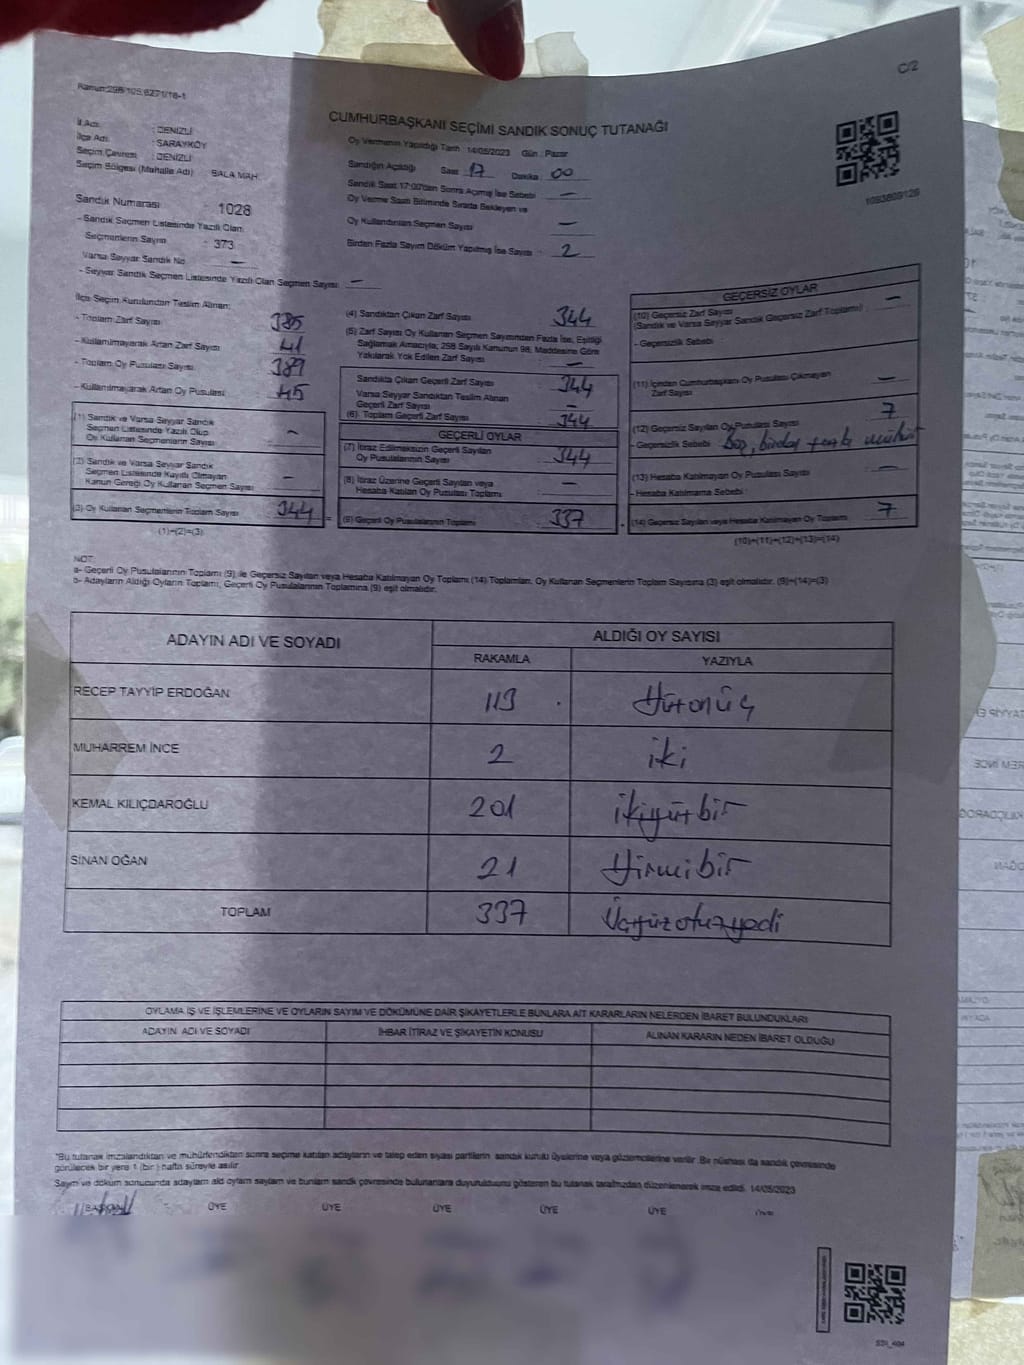 Kanun:298/105,6271/16-1
C/2
CUMHURBAŞKANI SEÇİMİ SANDIK SONUÇ TUTANAĞI
İl Adı : DENİZLİ
İlçe Adı : SARAYKÖY
Seçim Çevresi : DENİZLİ
Seçim Bölgesi (Mahalle Adı) BALA MAH.
Sandık Numarası : 1028
- Sandık Seçmen Listesinde Yazılı Olan
Seçmenlerin Sayısı : 373
Varsa Seyyar Sandık No —
- Seyyar Sandık Seçmen Listesinde Yazılı Olan Seçmen Sayısı: —
Oy Vermenin Yapıldığı Tarih : 14/05/2023 Gün : Pazar
Sandığın Açıldığı Saat 17 Dakika 00
Sandık Saat 17:00'den Sonra Açılmış İse Sebebi —
Oy Verme Saati Bitiminde Sırada Bekleyen ve
Oy Kullandırılan Seçmen Sayısı —
Birden Fazla Sayım Döküm Yapılmış İse Sayısı : 2
1093809126
İlçe Seçim Kurulundan Teslim Alınan:
- Toplam Zarf Sayısı 385
- Kullanılmayarak Artan Zarf Sayısı 41
- Toplam Oy Pusulası Sayısı 389
- Kullanılmayarak Artan Oy Pusulası 45
(1) Sandık ve Varsa Seyyar Sandık
Seçmen Listesinde Yazılı Olup
Oy Kullanan Seçmenlerin Sayısı : —
(2) Sandık ve Varsa Seyyar Sandık
Seçmen Listesinde Kayıtlı Olmayan
Kanun Gereği Oy Kullanan Seçmen Sayısı : —
(3) Oy Kullanan Seçmenlerin Toplam Sayısı 344
(1)+(2)=(3)
(4) Sandıktan Çıkan Zarf Sayısı 344
(5) Zarf Sayısı Oy Kullanan Seçmen Sayısından Fazla İse, Eşitliği
Sağlamak Amacıyla; 298 Sayılı Kanunun 98. Maddesine Göre
Yakılarak Yok Edilen Zarf Sayısı —
Sandıkta Çıkan Geçerli Zarf Sayısı 344
Varsa Seyyar Sandıktan Teslim Alınan
Geçerli Zarf Sayısı —
(6) Toplam Geçerli Zarf Sayısı 344
GEÇERLİ OYLAR
(7) İtiraz Edilmeksizin Geçerli Sayılan
Oy Pusulalarının Sayısı : 344
(8) İtiraz Üzerine Geçerli Sayılan veya
Hesaba Katılan Oy Pusulası Toplamı : —
(9) Geçerli Oy Pusulalarının Toplamı : 337
GEÇERSİZ OYLAR
(10) Geçersiz Zarf Sayısı —
(Sandık ve Varsa Seyyar Sandık Geçersiz Zarf Toplamı) :
- Geçersizlik Sebebi :
(11) İçinden Cumhurbaşkanı Oy Pusulası Çıkmayan
Zarf Sayısı —
(12) Geçersiz Sayılan Oy Pusulası Sayısı 7
- Geçersizlik Sebebi : Boş, birden fazla mühür
(13) Hesaba Katılmayan Oy Pusulası Sayısı —
- Hesaba Katılmama Sebebi :
(14) Geçersiz Sayılan veya Hesaba Katılmayan Oy Toplamı 7
(10)+(11)+(12)+(13)=(14)
NOT:
a- Geçerli Oy Pusulalarının Toplamı (9) ile Geçersiz Sayılan veya Hesaba Katılmayan Oy Toplamı (14) Toplamları, Oy Kullanan Seçmenlerin Toplam Sayısına (3) eşit olmalıdır. (9)+(14)=(3)
b- Adayların Aldığı Oyların Toplamı, Geçerli Oy Pusulalarının Toplamına (9) eşit olmalıdır.
ADAYIN ADI VE SOYADI ALDIĞI OY SAYISI
RAKAMLA YAZIYLA
RECEP TAYYİP ERDOĞAN 113 Yüzonüç
MUHARREM İNCE 2 iki
KEMAL KILIÇDAROĞLU 201 ikiyüzbir
SİNAN OĞAN 21 Yirmibir
TOPLAM 337 Üçyüzotuzyedi
OYLAMA İŞ VE İŞLEMLERİNE VE OYLARIN SAYIM VE DÖKÜMÜNE DAİR ŞİKAYETLERLE BUNLARA AİT KARARLARIN NELERDEN İBARET BULUNDUKLARI
ADAYIN ADI VE SOYADI İHBAR İTİRAZ VE ŞİKAYETİN KONUSU ALINAN KARARIN NEDEN İBARET OLDUĞU
*Bu tutanak imzalandıktan ve mühürlendikten sonra seçime katılan adayların ve talep eden siyasi partilerin sandık kurulu üyelerine veya gözlemcilerine verilir. Bir nüshası da sandık çevresinde
görülecek bir yere 1 (bir) hafta süreyle asılır.
Sayım ve döküm sonucunda adayların aldığı oyların sayıları ve bunların sandık çevresinde bulunanlara duyurulduğunu gösteren bu tutanak tarafımızdan düzenlenerek imza edildi. 14/05/2023
BAŞKAN ÜYE ÜYE ÜYE ÜYE ÜYE ÜYE